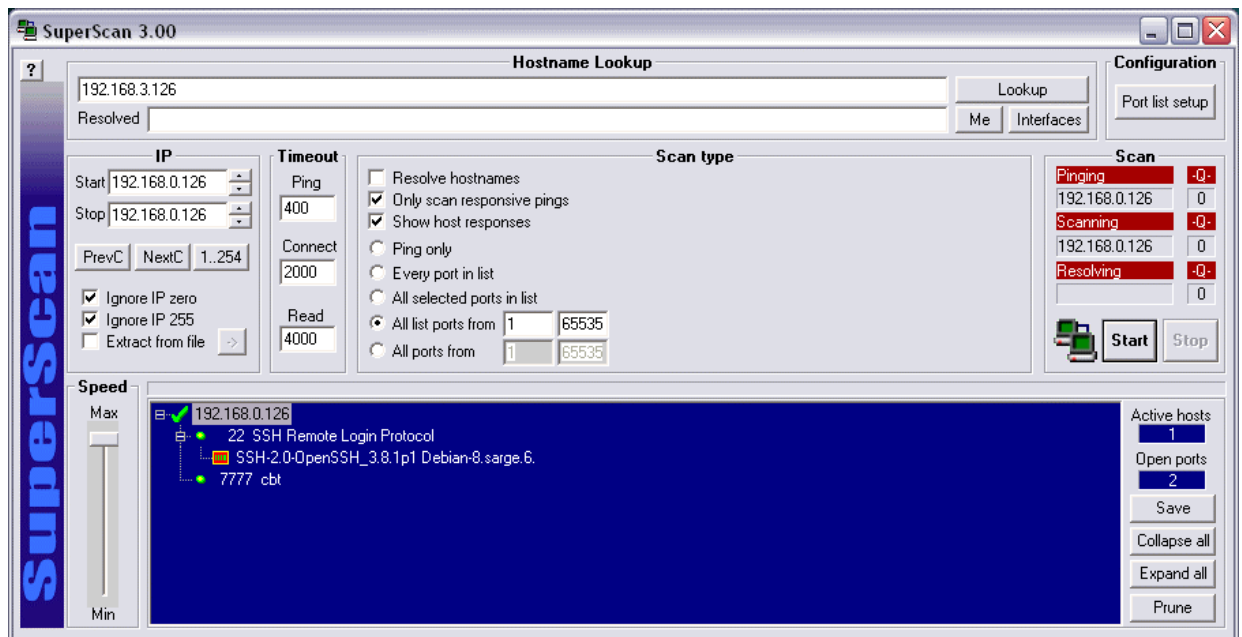 SuperScan 3.00
?
SuperScan
Hostname Lookup
192.168.3.126
Lookup
Resolved
Me Interfaces
Configuration
Port list setup
IP
Start 192.168.0.126
Stop 192.168.0.126
PrevC NextC 1..254
Ignore IP zero
Ignore IP 255
Extract from file ->
Timeout
Ping
400
Connect
2000
Read
4000
Scan type
Resolve hostnames
Only scan responsive pings
Show host responses
Ping only
Every port in list
All selected ports in list
All list ports from 1 65535
All ports from 1 65535
Scan
Pinging -Q-
192.168.0.126 0
Scanning -Q-
192.168.0.126 0
Resolving -Q-
0
Start Stop
Speed
Max
Min
192.168.0.126
22 SSH Remote Login Protocol
SSH-2.0-OpenSSH_3.8.1p1 Debian-8.sarge.6.
7777 cbt
Active hosts
1
Open ports
2
Save
Collapse all
Expand all
Prune